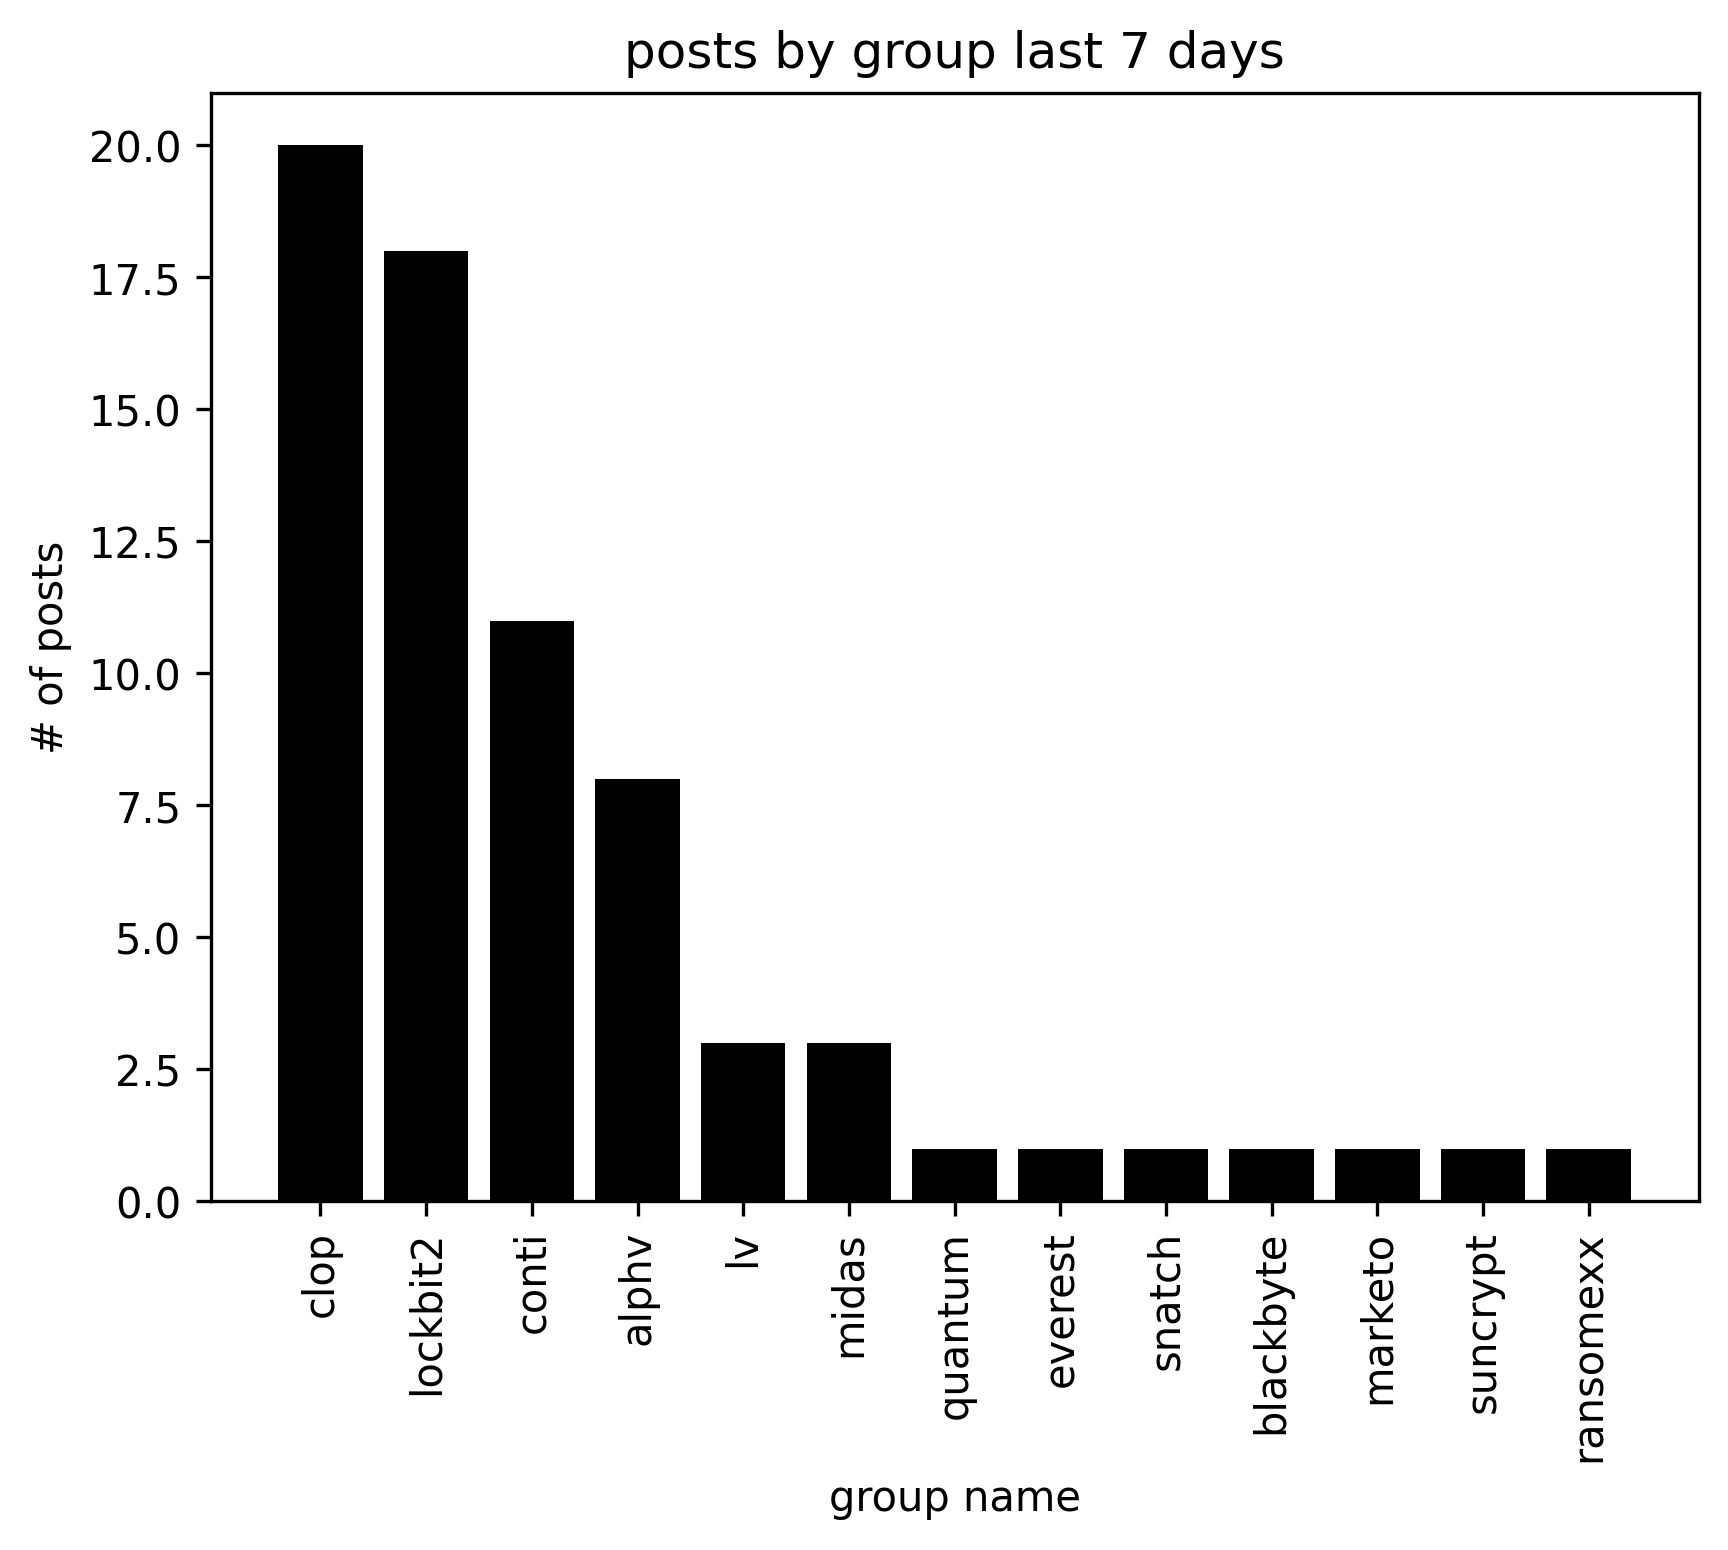 posts by group last 7 days
20.0
17.5
15.0
12.5
10.0
7.5
5.0
2.5
0.0
# of posts
clop
lockbit2
conti
alphv
lv
midas
quantum
everest
snatch
blackbyte
marketo
suncrypt
ransomexx
group name